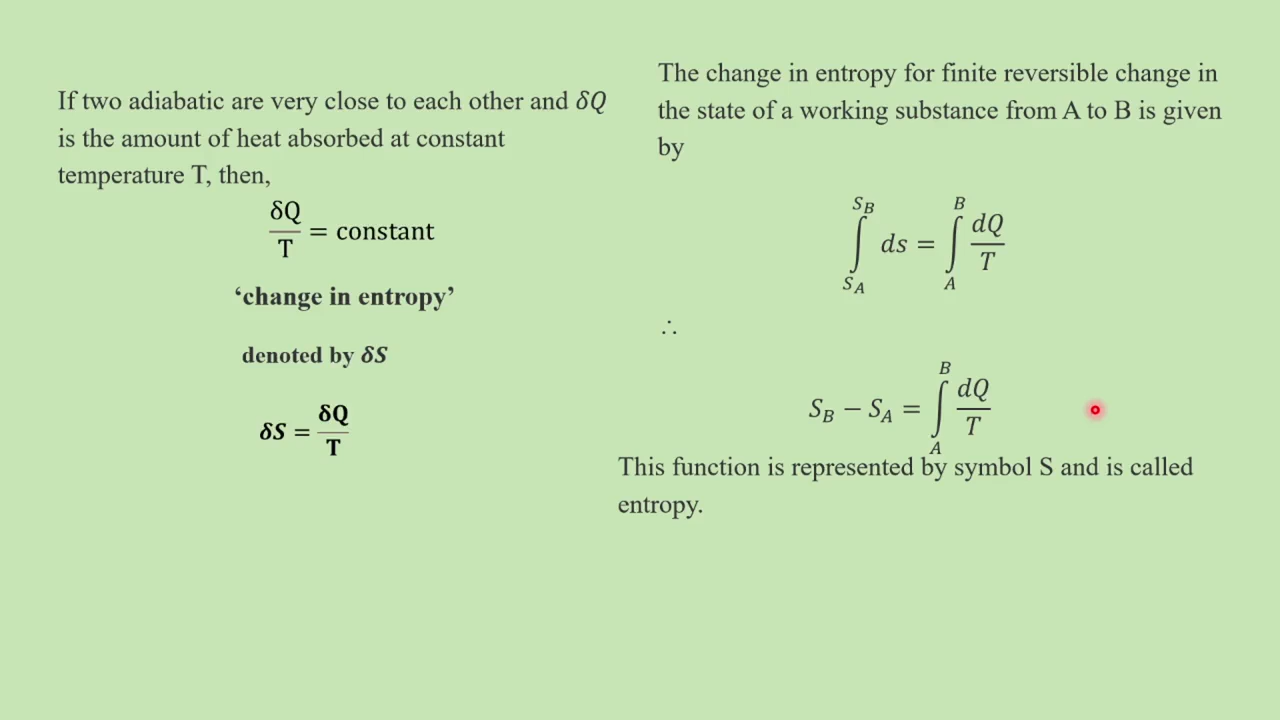 If two adiabatic are very close to each other and δQ
is the amount of heat absorbed at constant
temperature T, then,
δQ/T = constant
‘change in entropy’
denoted by δS
δS = δQ/T
The change in entropy for finite reversible change in
the state of a working substance from A to B is given
by
∫_{S_A}^{S_B} ds = ∫_A^B dQ/T
∴
S_B − S_A = ∫_A^B dQ/T
This function is represented by symbol S and is called
entropy.